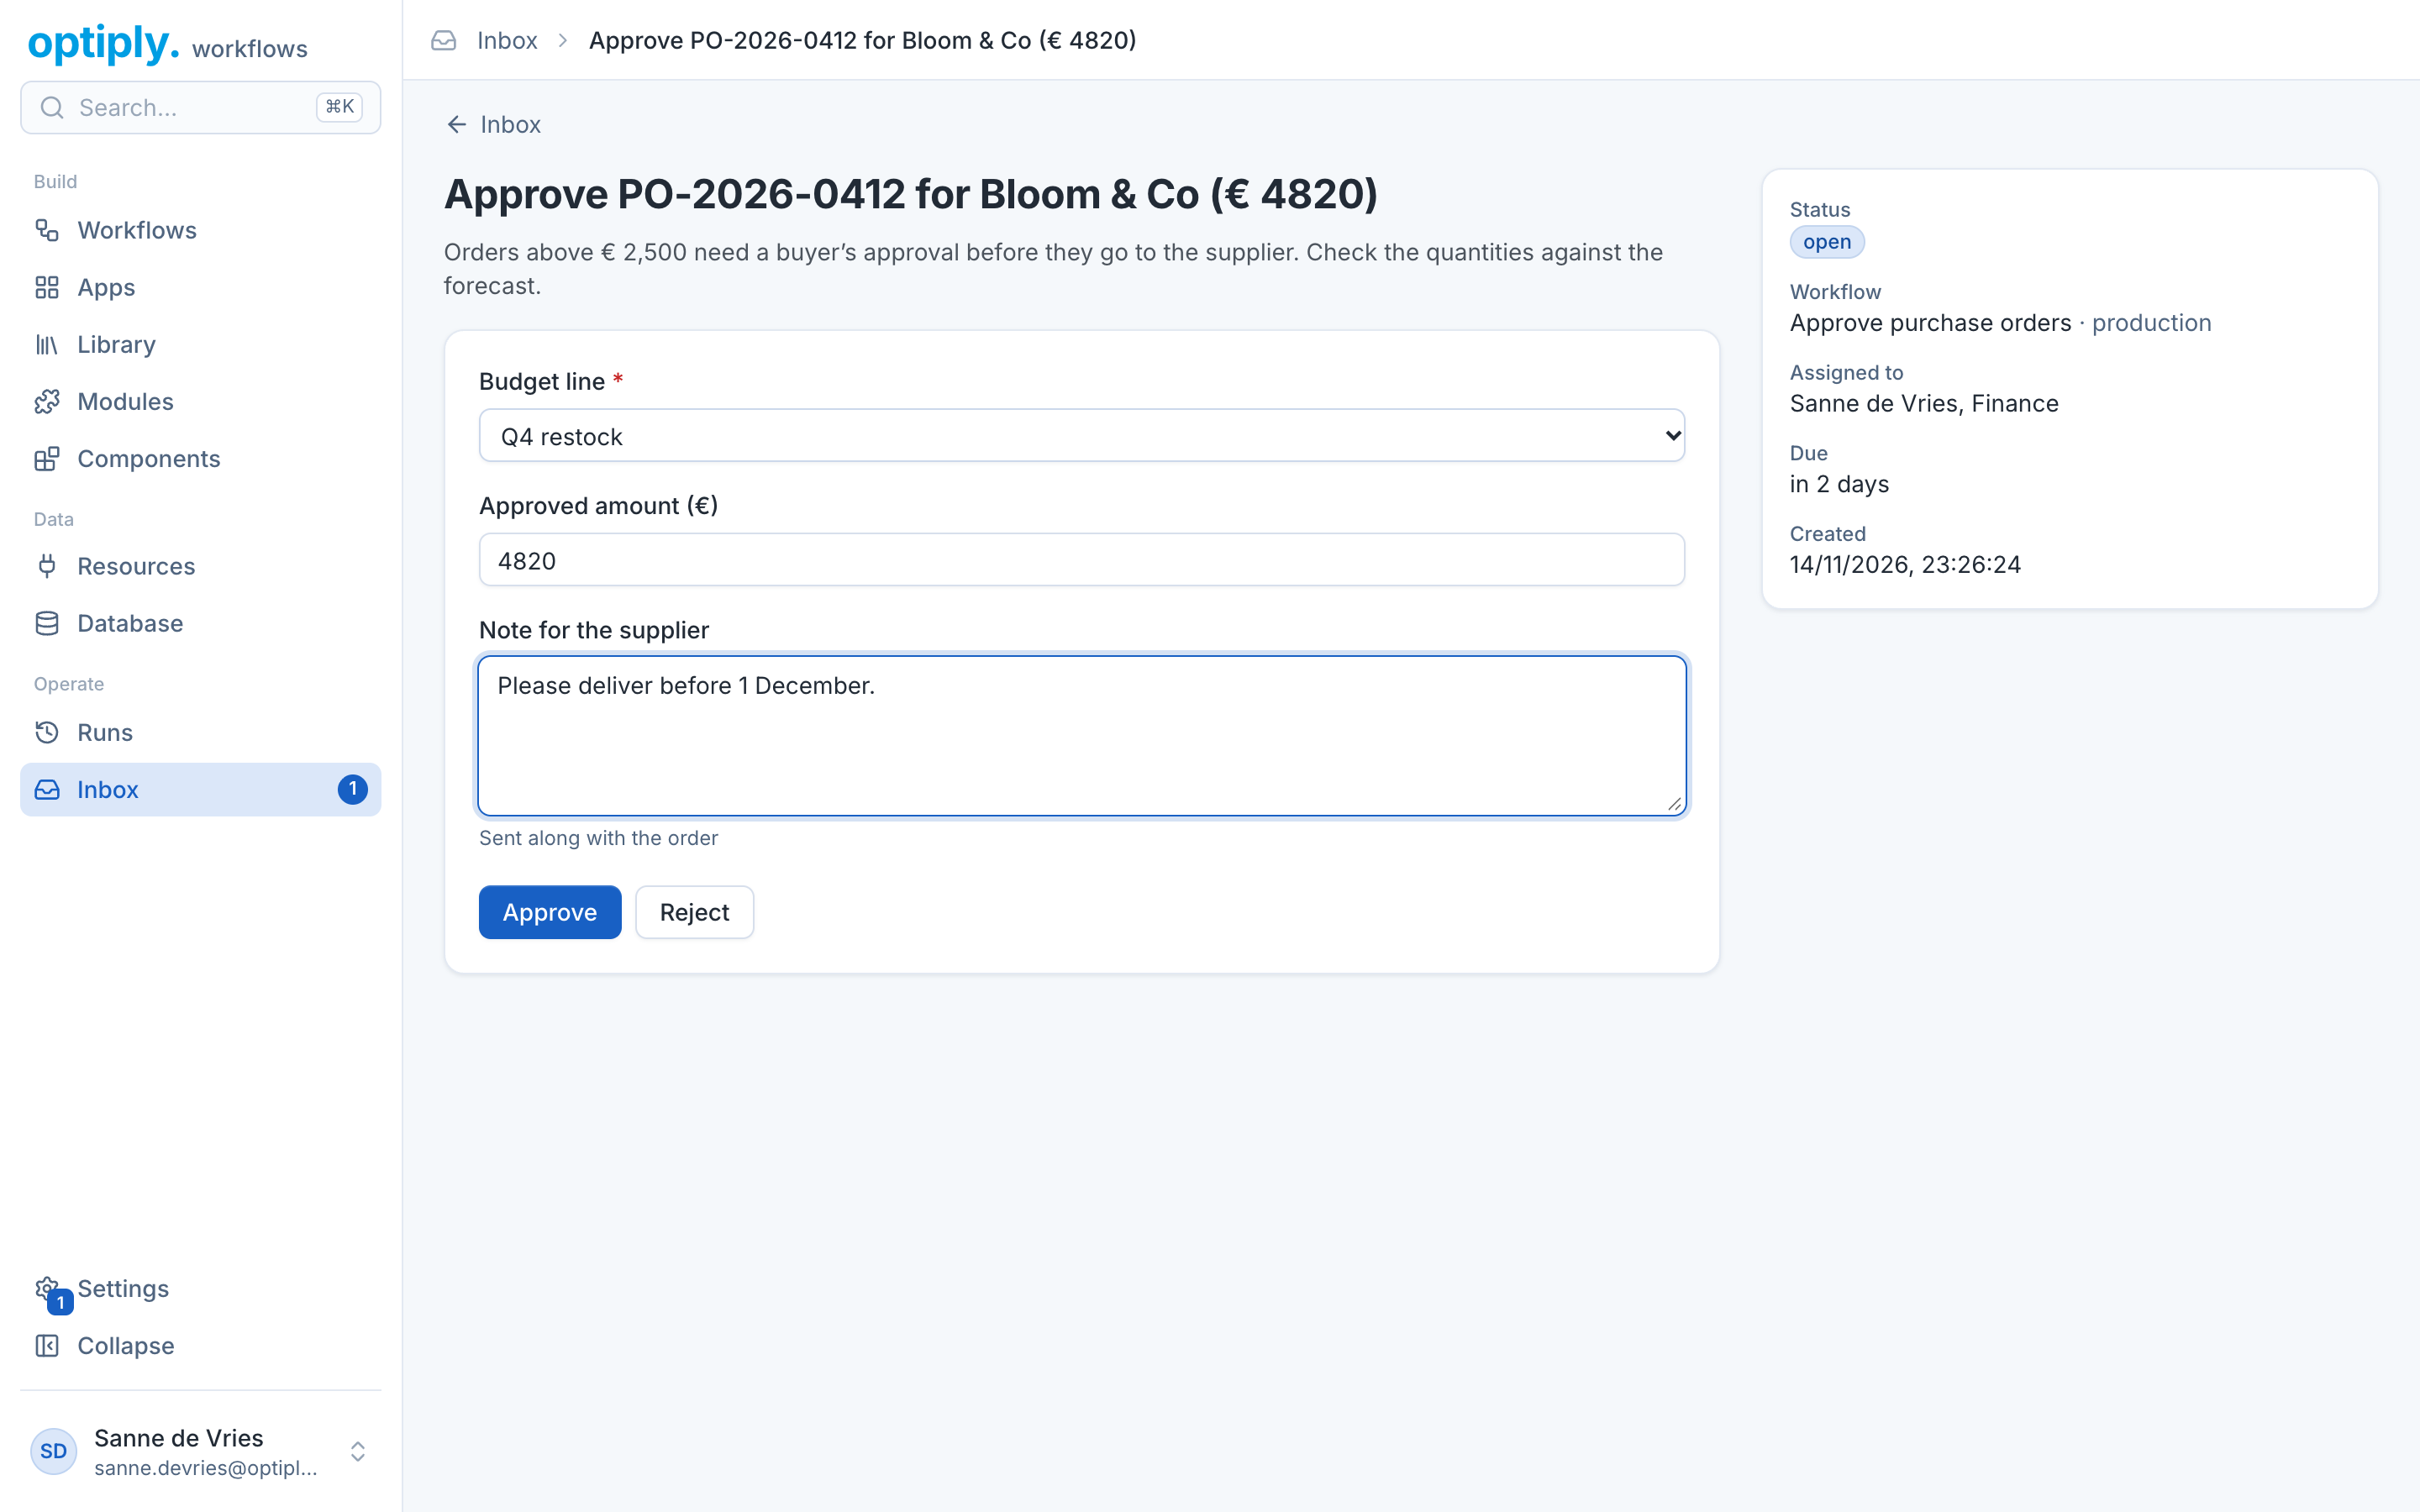 optiply. workflows
Search... ⌘K
Build
Workflows
Apps
Library
Modules
Components
Data
Resources
Database
Operate
Runs
Inbox 1
Settings
1
Collapse
SD
Sanne de Vries
sanne.devries@optipl...
Inbox > Approve PO-2026-0412 for Bloom & Co (€ 4820)
← Inbox
Approve PO-2026-0412 for Bloom & Co (€ 4820)
Orders above € 2,500 need a buyer’s approval before they go to the supplier. Check the quantities against the
forecast.
Budget line *
Q4 restock
Approved amount (€)
4820
Note for the supplier
Please deliver before 1 December.
Sent along with the order
Approve Reject
Status
open
Workflow
Approve purchase orders · production
Assigned to
Sanne de Vries, Finance
Due
in 2 days
Created
14/11/2026, 23:26:24